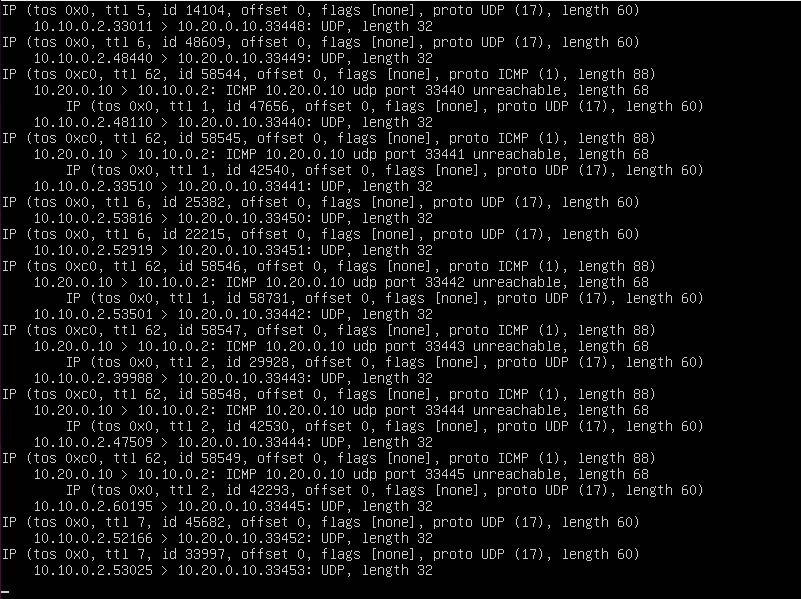 IP (tos 0x0, ttl 5, id 14104, offset 0, flags [none], proto UDP (17), length 60)
    10.10.0.2.33011 > 10.20.0.10.33448: UDP, length 32
IP (tos 0x0, ttl 6, id 48609, offset 0, flags [none], proto UDP (17), length 60)
    10.10.0.2.48440 > 10.20.0.10.33449: UDP, length 32
IP (tos 0xc0, ttl 62, id 58544, offset 0, flags [none], proto ICMP (1), length 88)
    10.20.0.10 > 10.10.0.2: ICMP 10.20.0.10 udp port 33440 unreachable, length 68
        IP (tos 0x0, ttl 1, id 47656, offset 0, flags [none], proto UDP (17), length 60)
    10.10.0.2.48110 > 10.20.0.10.33440: UDP, length 32
IP (tos 0xc0, ttl 62, id 58545, offset 0, flags [none], proto ICMP (1), length 88)
    10.20.0.10 > 10.10.0.2: ICMP 10.20.0.10 udp port 33441 unreachable, length 68
        IP (tos 0x0, ttl 1, id 42540, offset 0, flags [none], proto UDP (17), length 60)
    10.10.0.2.33510 > 10.20.0.10.33441: UDP, length 32
IP (tos 0x0, ttl 6, id 25382, offset 0, flags [none], proto UDP (17), length 60)
    10.10.0.2.53816 > 10.20.0.10.33450: UDP, length 32
IP (tos 0x0, ttl 6, id 22215, offset 0, flags [none], proto UDP (17), length 60)
    10.10.0.2.52919 > 10.20.0.10.33451: UDP, length 32
IP (tos 0xc0, ttl 62, id 58546, offset 0, flags [none], proto ICMP (1), length 88)
    10.20.0.10 > 10.10.0.2: ICMP 10.20.0.10 udp port 33442 unreachable, length 68
        IP (tos 0x0, ttl 1, id 58731, offset 0, flags [none], proto UDP (17), length 60)
    10.10.0.2.53501 > 10.20.0.10.33442: UDP, length 32
IP (tos 0xc0, ttl 62, id 58547, offset 0, flags [none], proto ICMP (1), length 88)
    10.20.0.10 > 10.10.0.2: ICMP 10.20.0.10 udp port 33443 unreachable, length 68
        IP (tos 0x0, ttl 2, id 29928, offset 0, flags [none], proto UDP (17), length 60)
    10.10.0.2.39988 > 10.20.0.10.33443: UDP, length 32
IP (tos 0xc0, ttl 62, id 58548, offset 0, flags [none], proto ICMP (1), length 88)
    10.20.0.10 > 10.10.0.2: ICMP 10.20.0.10 udp port 33444 unreachable, length 68
        IP (tos 0x0, ttl 2, id 42530, offset 0, flags [none], proto UDP (17), length 60)
    10.10.0.2.47509 > 10.20.0.10.33444: UDP, length 32
IP (tos 0xc0, ttl 62, id 58549, offset 0, flags [none], proto ICMP (1), length 88)
    10.20.0.10 > 10.10.0.2: ICMP 10.20.0.10 udp port 33445 unreachable, length 68
        IP (tos 0x0, ttl 2, id 42293, offset 0, flags [none], proto UDP (17), length 60)
    10.10.0.2.60195 > 10.20.0.10.33445: UDP, length 32
IP (tos 0x0, ttl 7, id 45682, offset 0, flags [none], proto UDP (17), length 60)
    10.10.0.2.52166 > 10.20.0.10.33452: UDP, length 32
IP (tos 0x0, ttl 7, id 33997, offset 0, flags [none], proto UDP (17), length 60)
    10.10.0.2.53025 > 10.20.0.10.33453: UDP, length 32